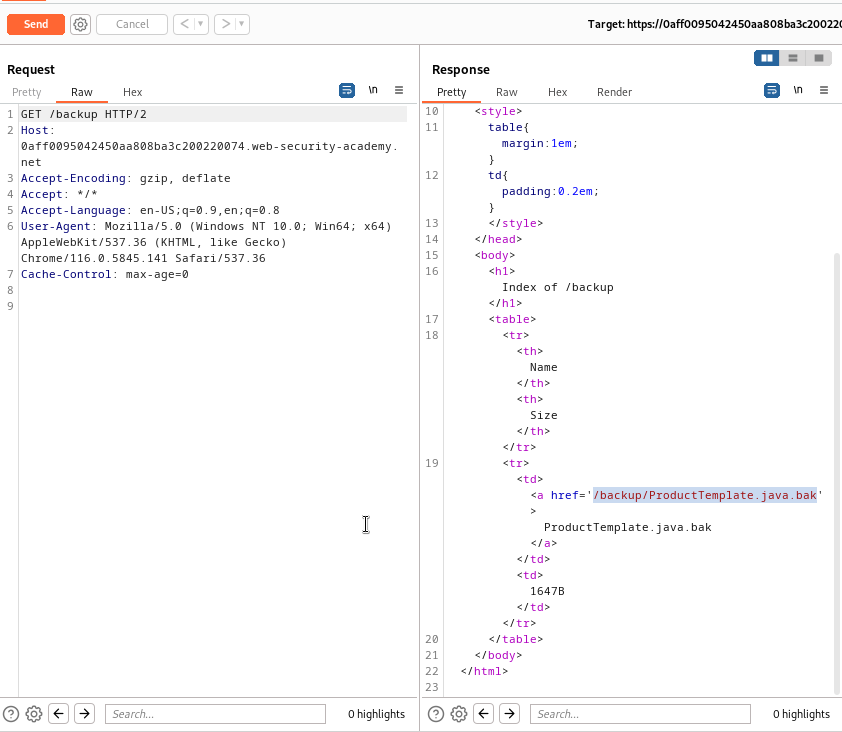 Send
Cancel
Target: https://0aff0095042450aa808ba3c200220
Request
Pretty Raw Hex
\n
1 GET /backup HTTP/2
2 Host:
0aff0095042450aa808ba3c200220074.web-security-academy.
net
3 Accept-Encoding: gzip, deflate
4 Accept: */*
5 Accept-Language: en-US;q=0.9,en;q=0.8
6 User-Agent: Mozilla/5.0 (Windows NT 10.0; Win64; x64)
AppleWebKit/537.36 (KHTML, like Gecko)
Chrome/116.0.5845.141 Safari/537.36
7 Cache-Control: max-age=0
8
9
Search...
0 highlights
Response
Pretty Raw Hex Render
\n
10 <style>
11 table{
margin:1em;
}
12 td{
padding:0.2em;
}
13 </style>
14 </head>
15 <body>
16 <h1>
Index of /backup
</h1>
17 <table>
18 <tr>
<th>
Name
</th>
<th>
Size
</th>
</tr>
19 <tr>
<td>
<a href='/backup/ProductTemplate.java.bak'
>
ProductTemplate.java.bak
</a>
</td>
<td>
1647B
</td>
</tr>
20 </table>
21 </body>
22 </html>
23
Search...
0 highlights